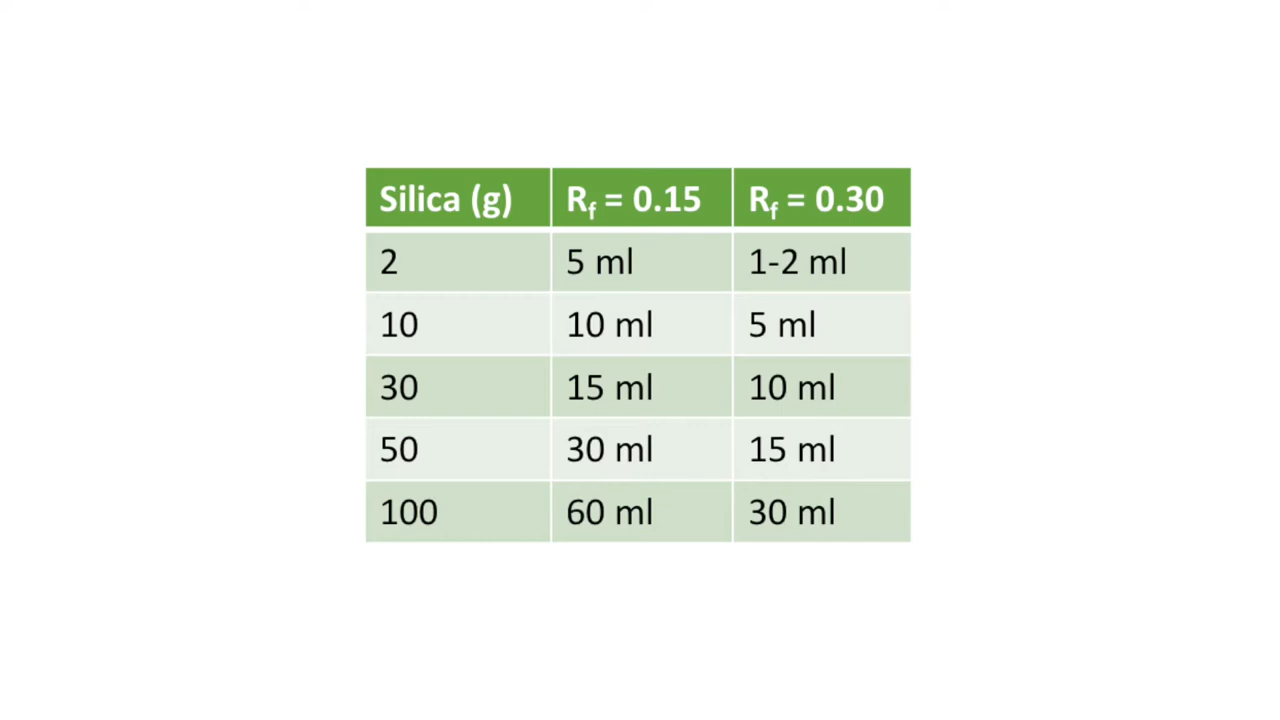 Silica (g) Rf = 0.15 Rf = 0.30
2 5 ml 1-2 ml
10 10 ml 5 ml
30 15 ml 10 ml
50 30 ml 15 ml
100 60 ml 30 ml